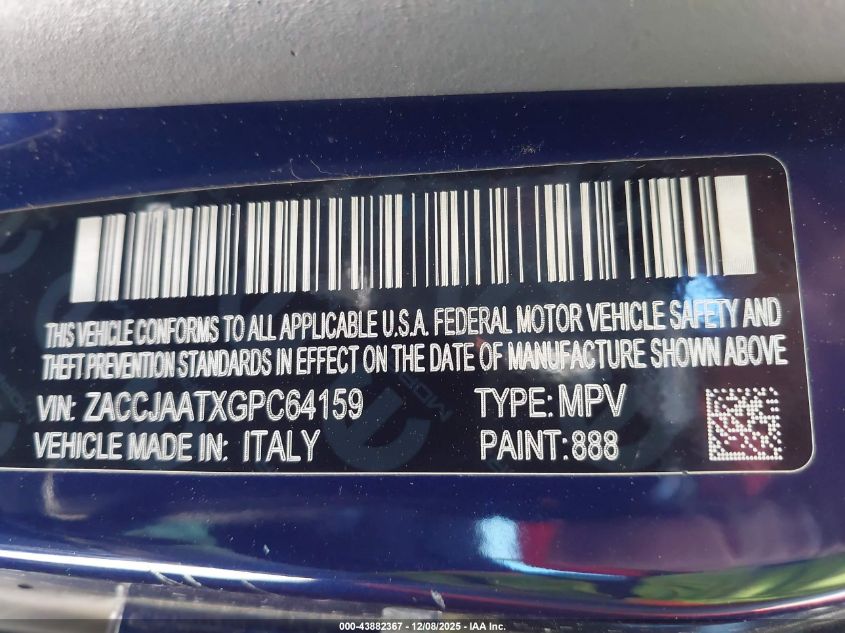 THIS VEHICLE CONFORMS TO ALL APPLICABLE U.S.A. FEDERAL MOTOR VEHICLE SAFETY AND
THEFT PREVENTION STANDARDS IN EFFECT ON THE DATE OF MANUFACTURE SHOWN ABOVE
VIN: ZACCJAATXGPC64159 TYPE: MPV
VEHICLE MADE IN: ITALY PAINT: 888
000-43882367 - 12/08/2025 - IAA Inc.